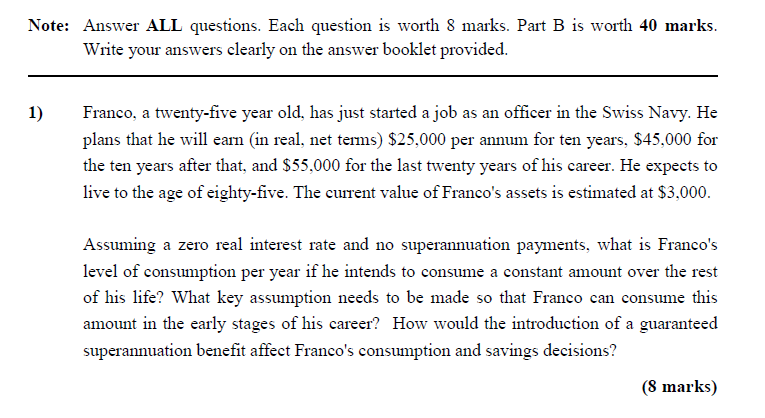 Note: Answer ALL questions. Each question is worth 8 marks. Part B is worth 40 marks.
Write your answers clearly on the answer booklet provided.
1) Franco, a twenty-five year old, has just started a job as an officer in the Swiss Navy. He
plans that he will earn (in real, net terms) $25,000 per annum for ten years, $45,000 for
the ten years after that, and $55,000 for the last twenty years of his career. He expects to
live to the age of eighty-five. The current value of Franco's assets is estimated at $3,000.
Assuming a zero real interest rate and no superannuation payments, what is Franco's
level of consumption per year if he intends to consume a constant amount over the rest
of his life? What key assumption needs to be made so that Franco can consume this
amount in the early stages of his career? How would the introduction of a guaranteed
superannuation benefit affect Franco's consumption and savings decisions?
(8 marks)